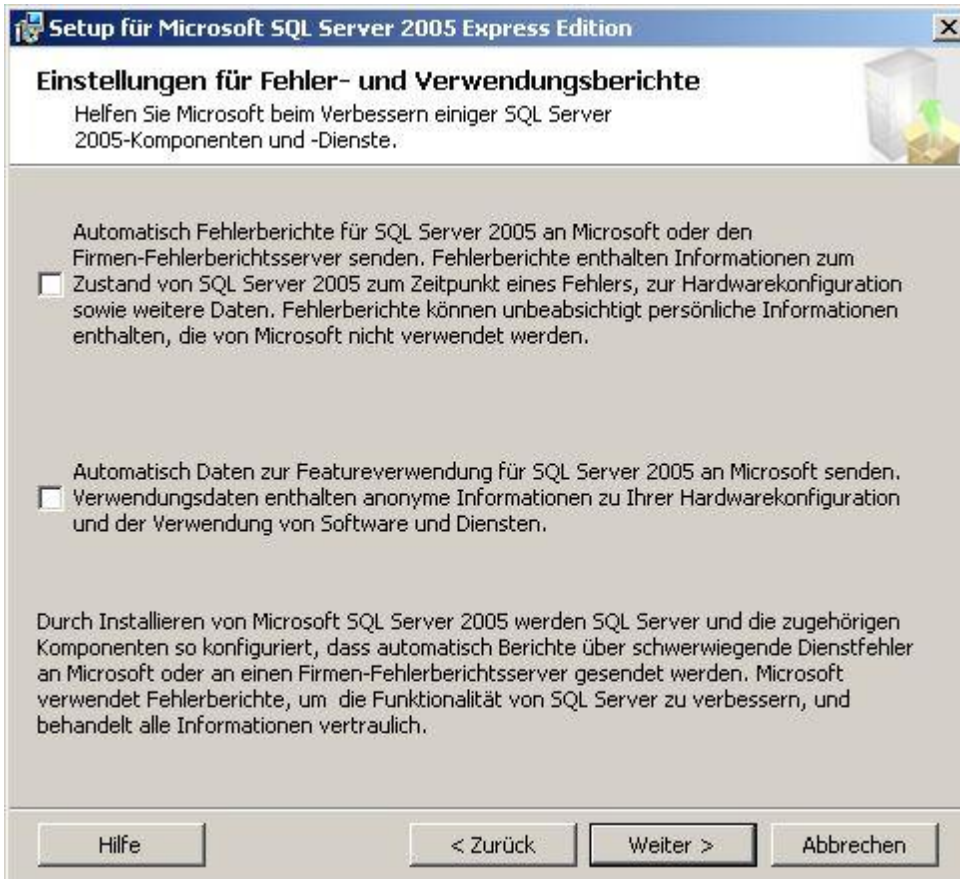 Setup für Microsoft SQL Server 2005 Express Edition
Einstellungen für Fehler- und Verwendungsberichte
Helfen Sie Microsoft beim Verbessern einiger SQL Server
2005-Komponenten und -Dienste.
Automatisch Fehlerberichte für SQL Server 2005 an Microsoft oder den
Firmen-Fehlerberichtsserver senden. Fehlerberichte enthalten Informationen zum
Zustand von SQL Server 2005 zum Zeitpunkt eines Fehlers, zur Hardwarekonfiguration
sowie weitere Daten. Fehlerberichte können unbeabsichtigt persönliche Informationen
enthalten, die von Microsoft nicht verwendet werden.
Automatisch Daten zur Featureverwendung für SQL Server 2005 an Microsoft senden.
Verwendungsdaten enthalten anonyme Informationen zu Ihrer Hardwarekonfiguration
und der Verwendung von Software und Diensten.
Durch Installieren von Microsoft SQL Server 2005 werden SQL Server und die zugehörigen
Komponenten so konfiguriert, dass automatisch Berichte über schwerwiegende Dienstfehler
an Microsoft oder an einen Firmen-Fehlerberichtsserver gesendet werden. Microsoft
verwendet Fehlerberichte, um die Funktionalität von SQL Server zu verbessern, und
behandelt alle Informationen vertraulich.
Hilfe < Zurück Weiter > Abbrechen